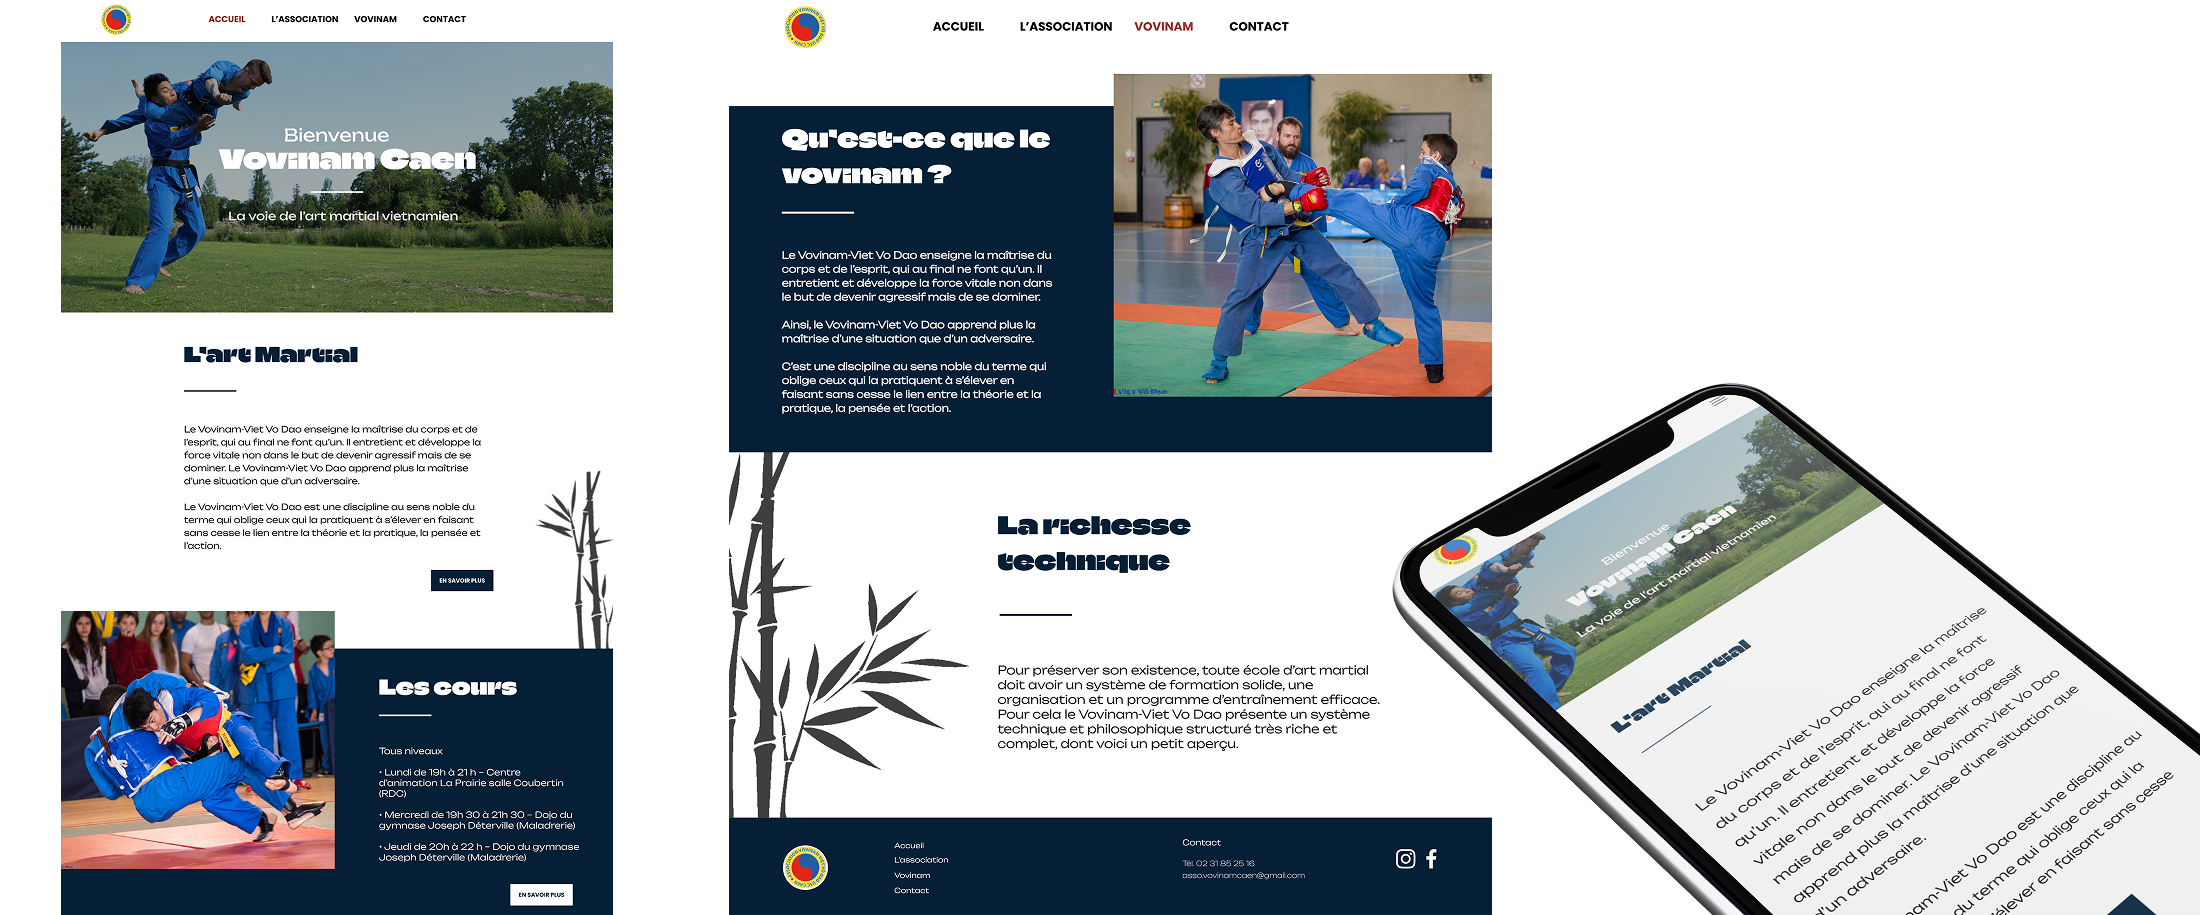 ACCUEIL L'ASSOCIATION VOVINAM CONTACT
Bienvenue
Vovinam Caen
La voie de l'art martial vietnamien
L'art Martial
Le Vovinam-Viet Vo Dao enseigne la maîtrise du corps et de
l'esprit, qui au final ne font qu'un. Il entretient et développe la
force vitale non dans le but de devenir agressif mais de se
dominer. Le Vovinam-Viet Vo Dao apprend plus la maîtrise
d'une situation que d'un adversaire.
Le Vovinam-Viet Vo Dao est une discipline au sens noble du
terme qui oblige ceux qui la pratiquent à s'élever en faisant
sans cesse le lien entre la théorie et la pratique, la pensée et
l'action.
EN SAVOIR PLUS
Les cours
Tous niveaux
• Lundi de 19h à 21 h – Centre
d'animation La Prairie salle Coubertin
(RDC)
• Mercredi de 19h 30 à 21h 30 – Dojo du
gymnase Joseph Déterville (Maladrerie)
• Jeudi de 20h à 22 h – Dojo du gymnase
Joseph Déterville (Maladrerie)
EN SAVOIR PLUS
ACCUEIL L'ASSOCIATION VOVINAM CONTACT
Qu'est-ce que le
vovinam ?
Le Vovinam-Viet Vo Dao enseigne la maîtrise du
corps et de l'esprit, qui au final ne font qu'un. Il
entretient et développe la force vitale non dans
le but de devenir agressif mais de se dominer.
Ainsi, le Vovinam-Viet Vo Dao apprend plus la
maîtrise d'une situation que d'un adversaire.
C'est une discipline au sens noble du terme qui
oblige ceux qui la pratiquent à s'élever en
faisant sans cesse le lien entre la théorie et la
pratique, la pensée et l'action.
Viet Vo Dao
La richesse
technique
Pour préserver son existence, toute école d'art martial
doit avoir un système de formation solide, une
organisation et un programme d'entraînement efficace.
Pour cela le Vovinam-Viet Vo Dao présente un système
technique et philosophique structuré très riche et
complet, dont voici un petit aperçu.
Accueil
L'association
Vovinam
Contact
Contact
Tél. 02 31 85 25 16
asso.vovinamcaen@gmail.com
Bienvenue
Vovinam Caen
La voie de l'art martial vietnamien
L'art Martial
Le Vovinam-Viet Vo Dao enseigne la maîtrise
du corps et de l'esprit, qui au final ne font
qu'un. Il entretient et développe la force
vitale non dans le but de devenir agressif
mais de se dominer. Le Vovinam-Viet Vo Dao
apprend plus la maîtrise d'une situation que
d'un adversaire.
nam-Viet Vo Dao est une discipline au
du terme qui oblige ceux qui la
élever en faisant sans cesse